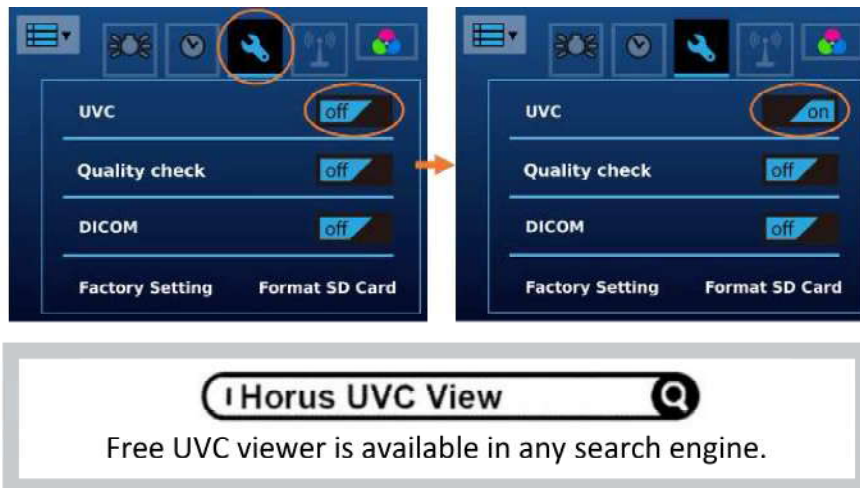 UVC
off
Quality check
off
DICOM
off
Factory Setting Format SD Card
UVC
on
Quality check
off
DICOM
off
Factory Setting Format SD Card
Horus UVC View
Free UVC viewer is available in any search engine.